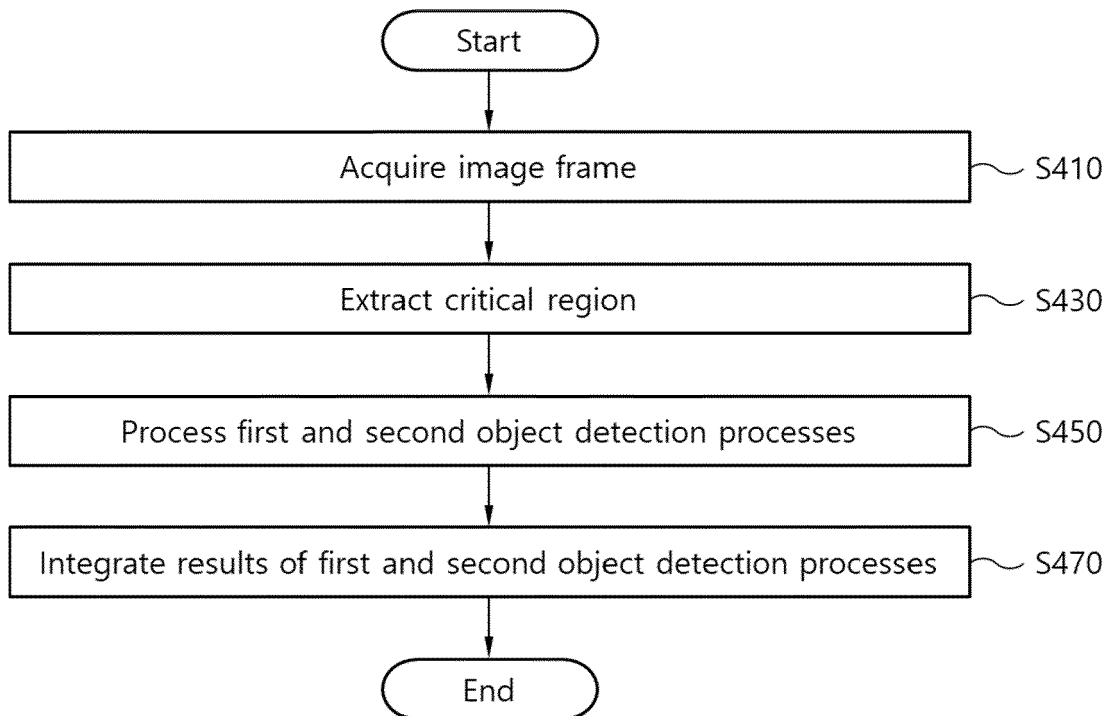 Start
Acquire image frame
S410
Extract critical region
S430
Process first and second object detection processes
S450
Integrate results of first and second object detection processes
S470
End